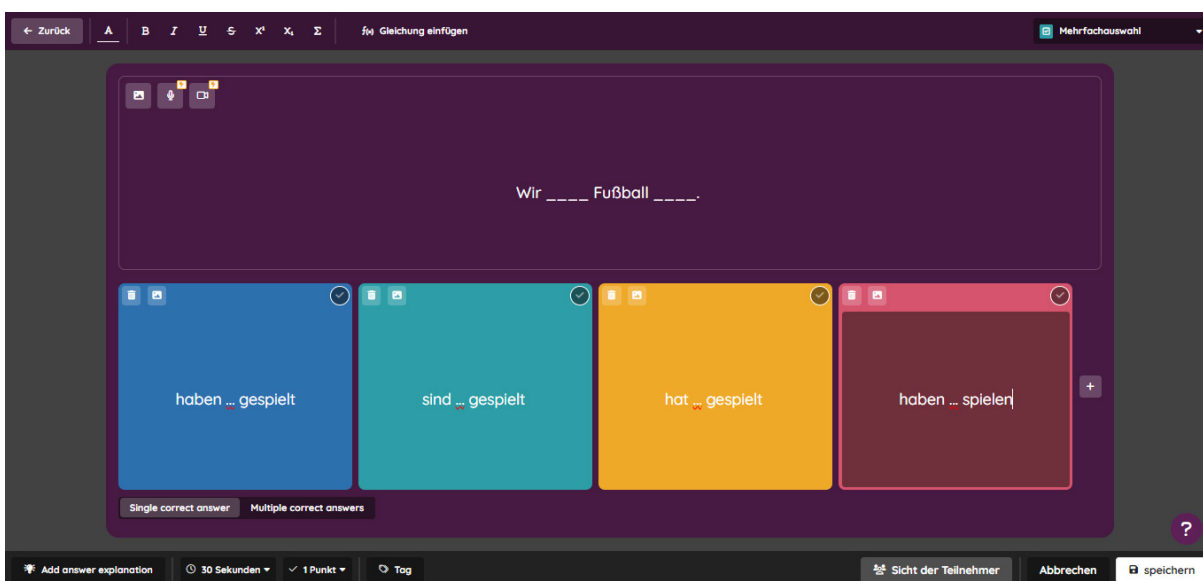 ← Zurück A B I U S X² X₂ Σ f(x) Gleichung einfügen Mehrfachauswahl
Wir ____ Fußball ____.
haben ... gespielt
sind ... gespielt
hat ... gespielt
haben ... spielen
+
Single correct answer Multiple correct answers
?
Add answer explanation 30 Sekunden 1 Punkt Tag Sicht der Teilnehmer Abbrechen speichern